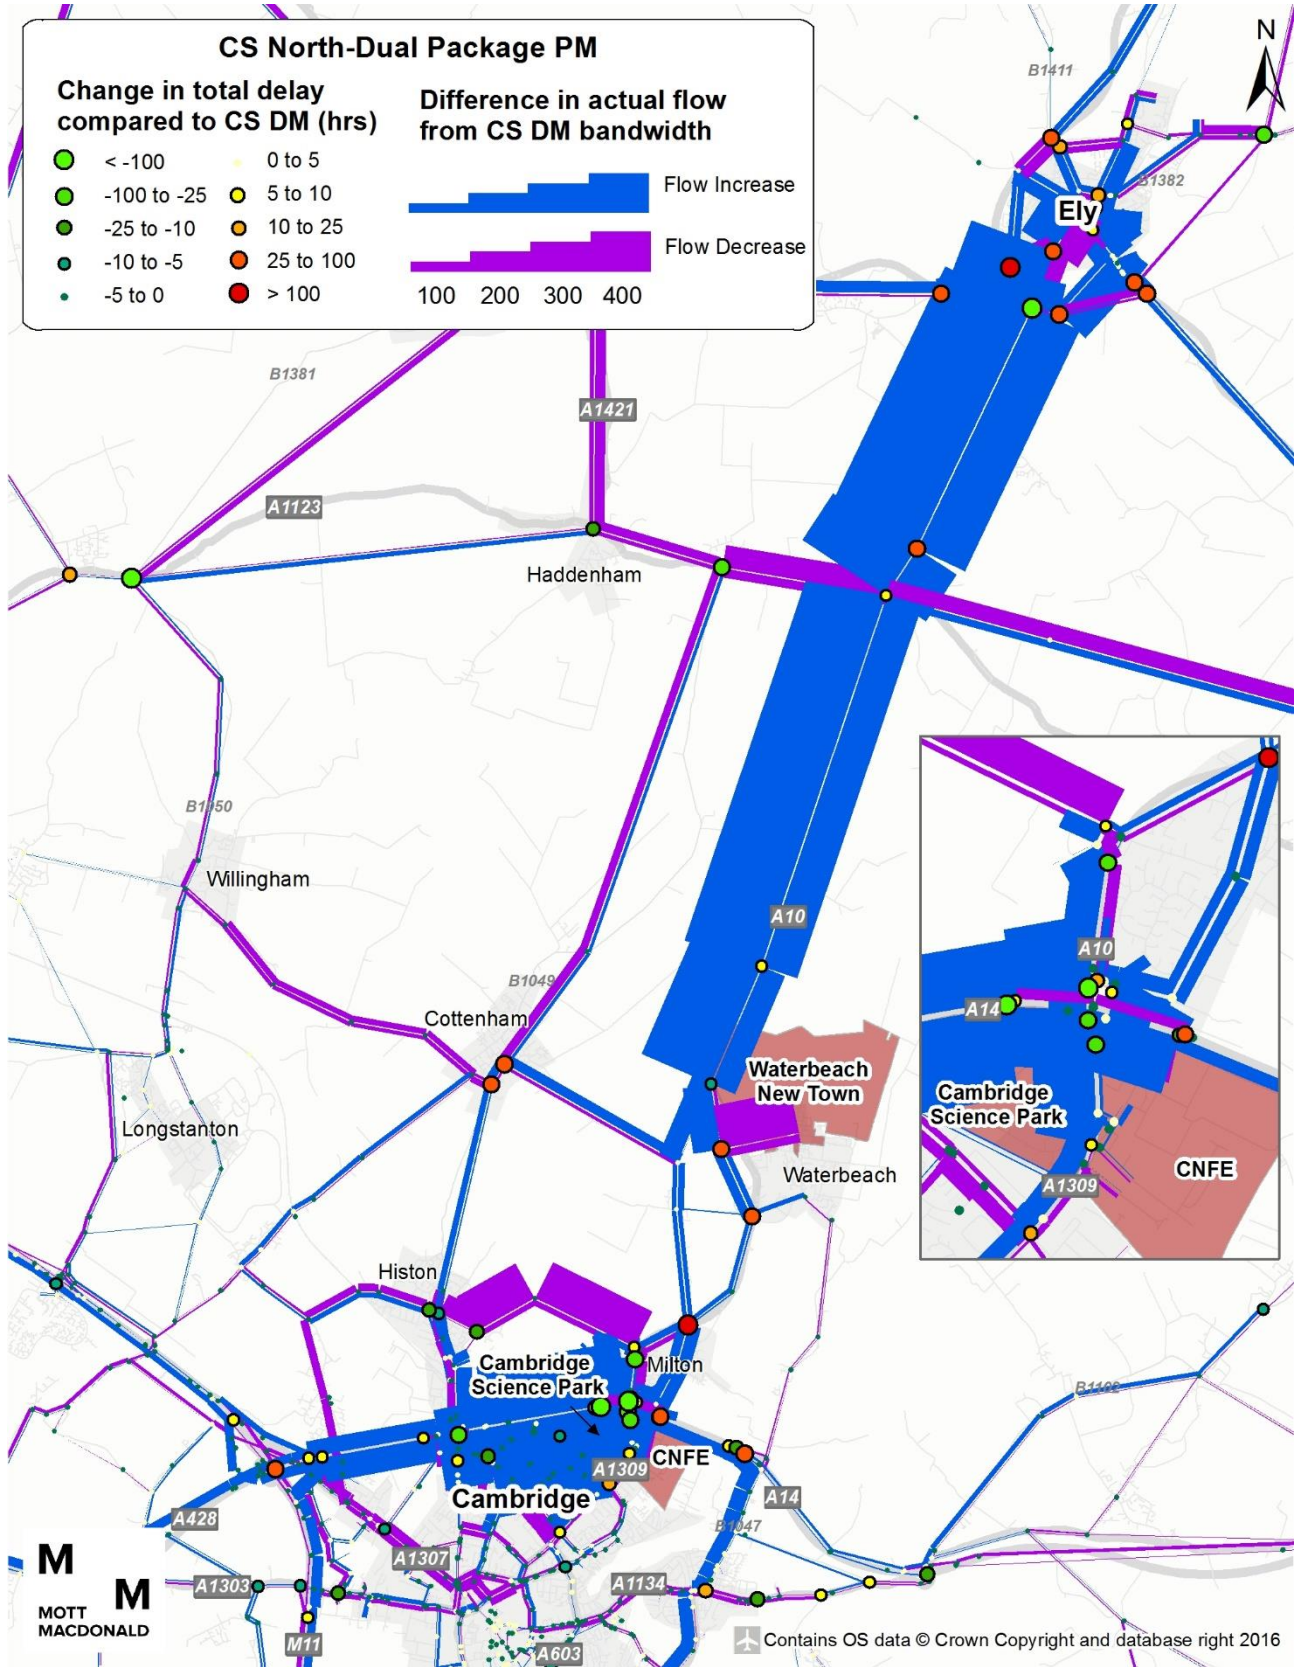 CS North-Dual Package PM
Change in total delay
compared to CS DM (hrs)
< -100
-100 to -25
-25 to -10
-10 to -5
-5 to 0
0 to 5
5 to 10
10 to 25
25 to 100
> 100
Difference in actual flow
from CS DM bandwidth
Flow Increase
Flow Decrease
100 200 300 400
N
B1411
B1382
Ely
B1381
A1421
A1123
Haddenham
B1050
Willingham
A10
B1049
Cottenham
Waterbeach
New Town
Longstanton
Waterbeach
Histon
Cambridge
Science Park
Milton
CNFE
A1309
Cambridge
A14
A428
B1047
B1102
A1307
A1303
A1134
M11
A603
A10
A14
Cambridge
Science Park
CNFE
A1309
M
M
MOTT
MACDONALD
Contains OS data © Crown Copyright and database right 2016